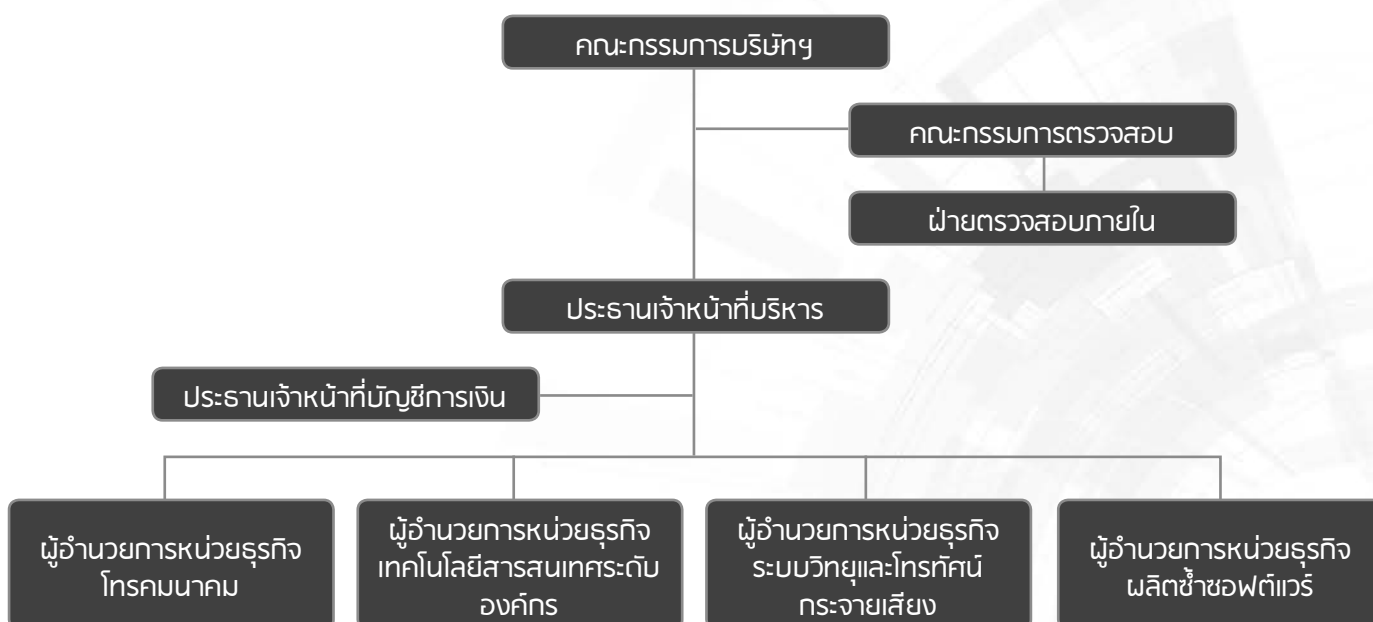 คณะกรรมการบริษัทฯ
คณะกรรมการตรวจสอบ
ฝ่ายตรวจสอบภายใน
ประธานเจ้าหน้าที่บริหาร
ประธานเจ้าหน้าที่บัญชีการเงิน
ผู้อำนวยการหน่วยธุรกิจ
โทรคมนาคม
ผู้อำนวยการหน่วยธุรกิจ
เทคโนโลยีสารสนเทศระดับ
องค์กร
ผู้อำนวยการหน่วยธุรกิจ
ระบบวิทยุและโทรทัศน์
กระจายเสียง
ผู้อำนวยการหน่วยธุรกิจ
ผลิตซ้ำซอฟต์แวร์